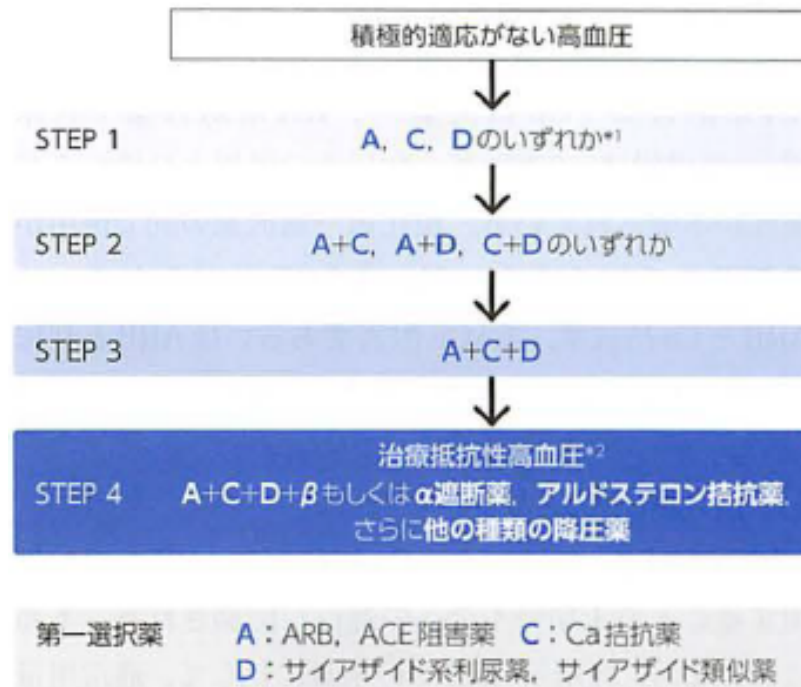 積極的適応がない高血圧
STEP 1 A, C, Dのいずれか*1
STEP 2 A+C, A+D, C+Dのいずれか
STEP 3 A+C+D
治療抵抗性高血圧*2
STEP 4 A+C+D+βもしくはα遮断薬，アルドステロン拮抗薬，
さらに他の種類の降圧薬
第一選択薬 A：ARB，ACE阻害薬 C：Ca拮抗薬
D：サイアザイド系利尿薬，サイアザイド類似薬